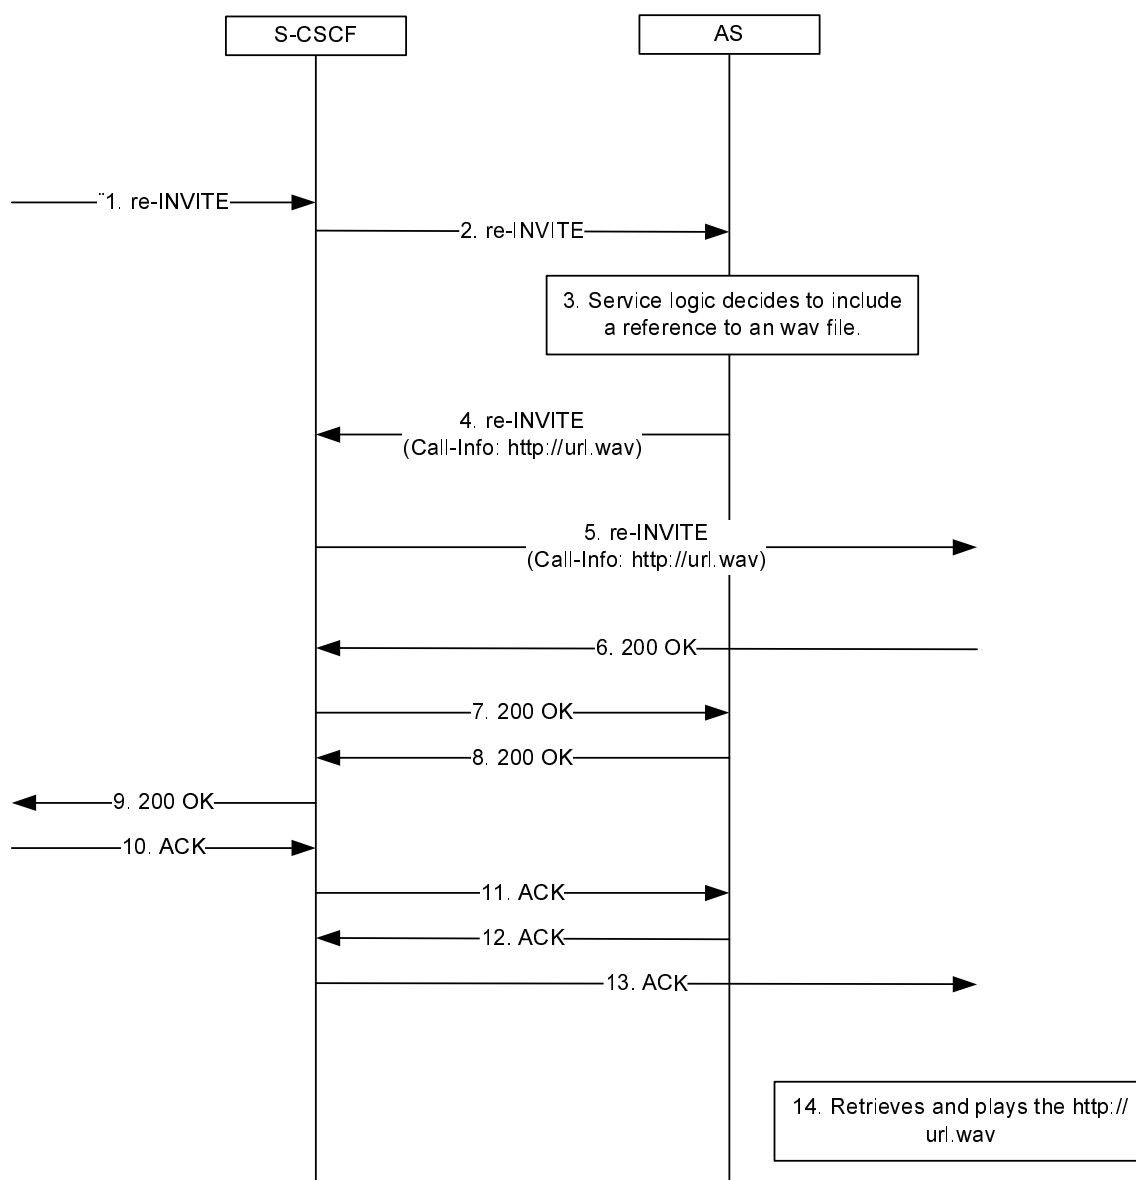 S-CSCF
AS
¨1. re-INVITE
2. re-INVITE
3. Service logic decides to include
a reference to an wav file.
4. re-INVITE
(Call-Info: http://url.wav)
5. re-INVITE
(Call-Info: http://url.wav)
6. 200 OK
7. 200 OK
8. 200 OK
9. 200 OK
10. ACK
11. ACK
12. ACK
13. ACK
14. Retrieves and plays the http://
url.wav